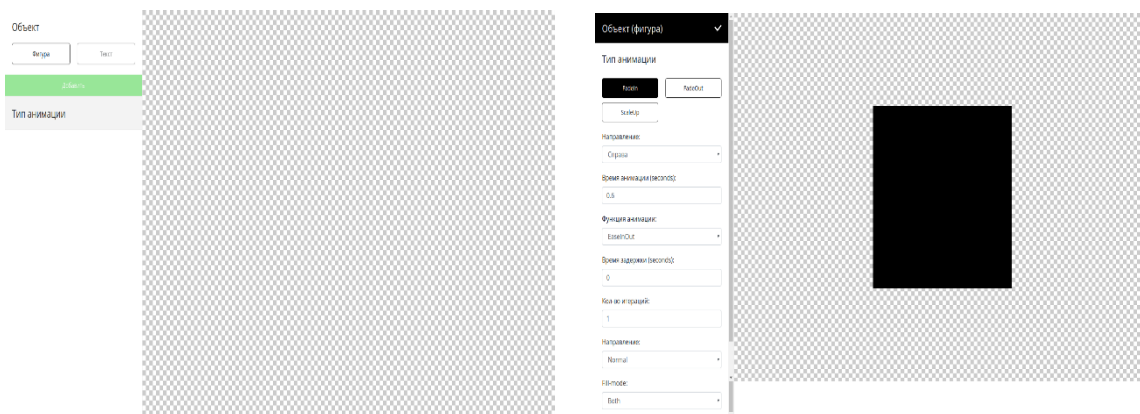 Объект
Фигура
Текст
Добавить
Тип анимации
Объект (фигура)
Тип анимации
FadeIn
FadeOut
ScaleUp
Направление:
Справа
Время анимации (seconds):
0.6
Функция анимации:
EaseInOut
Время задержки (seconds):
0
Кол-во итераций:
1
Направление:
Normal
Fill-mode:
Both